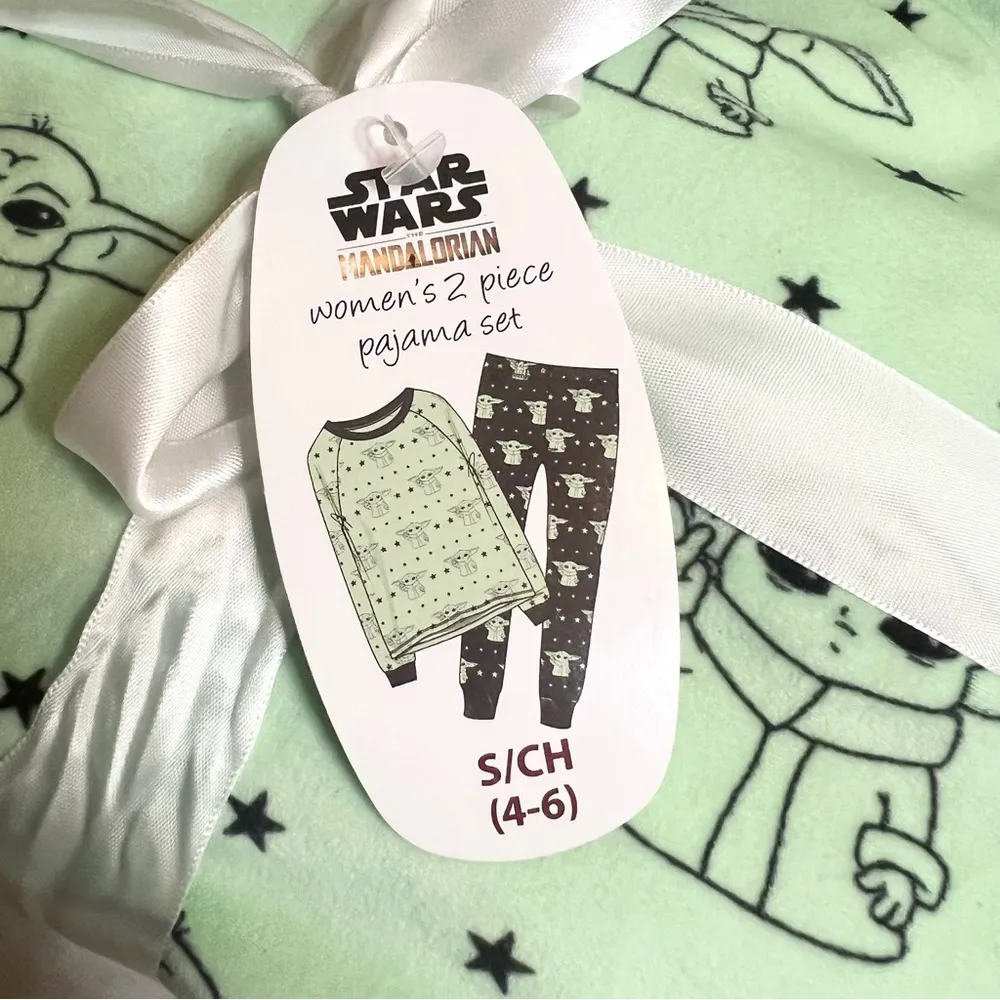 STAR
WARS
THE
MANDALORIAN
women's 2 piece
pajama set
S/CH
(4-6)